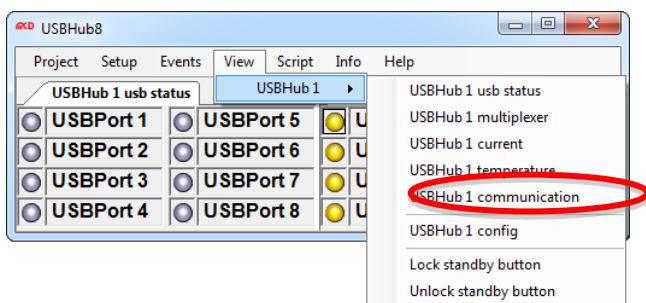 MCD USBHub8
Project Setup Events View Script Info Help
USBHub 1 usb status
USBHub 1
USBHub 1 usb status
USBHub 1 multiplexer
USBHub 1 current
USBHub 1 temperature
USBHub 1 communication
USBHub 1 config
Lock standby button
Unlock standby button
USBPort 1 USBPort 5 U
USBPort 2 USBPort 6 U
USBPort 3 USBPort 7 U
USBPort 4 USBPort 8 U